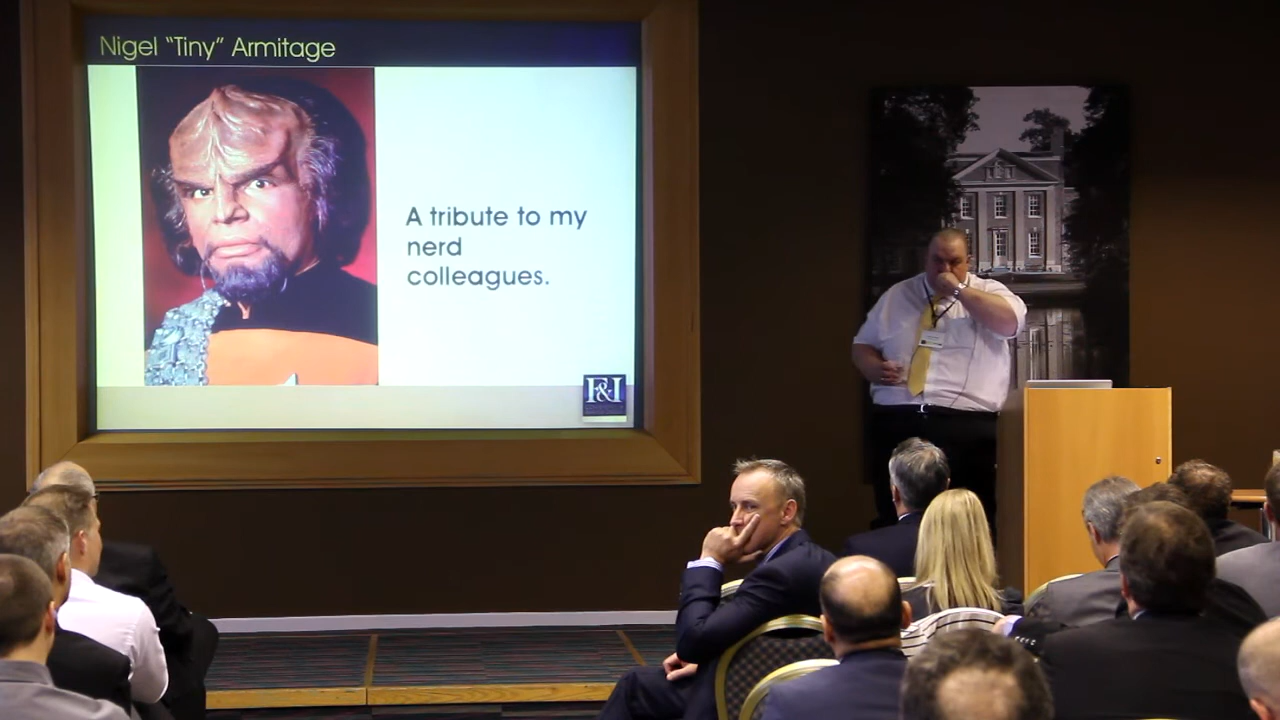 Nigel “Tiny” Armitage
A tribute to my
nerd
colleagues.
F&I